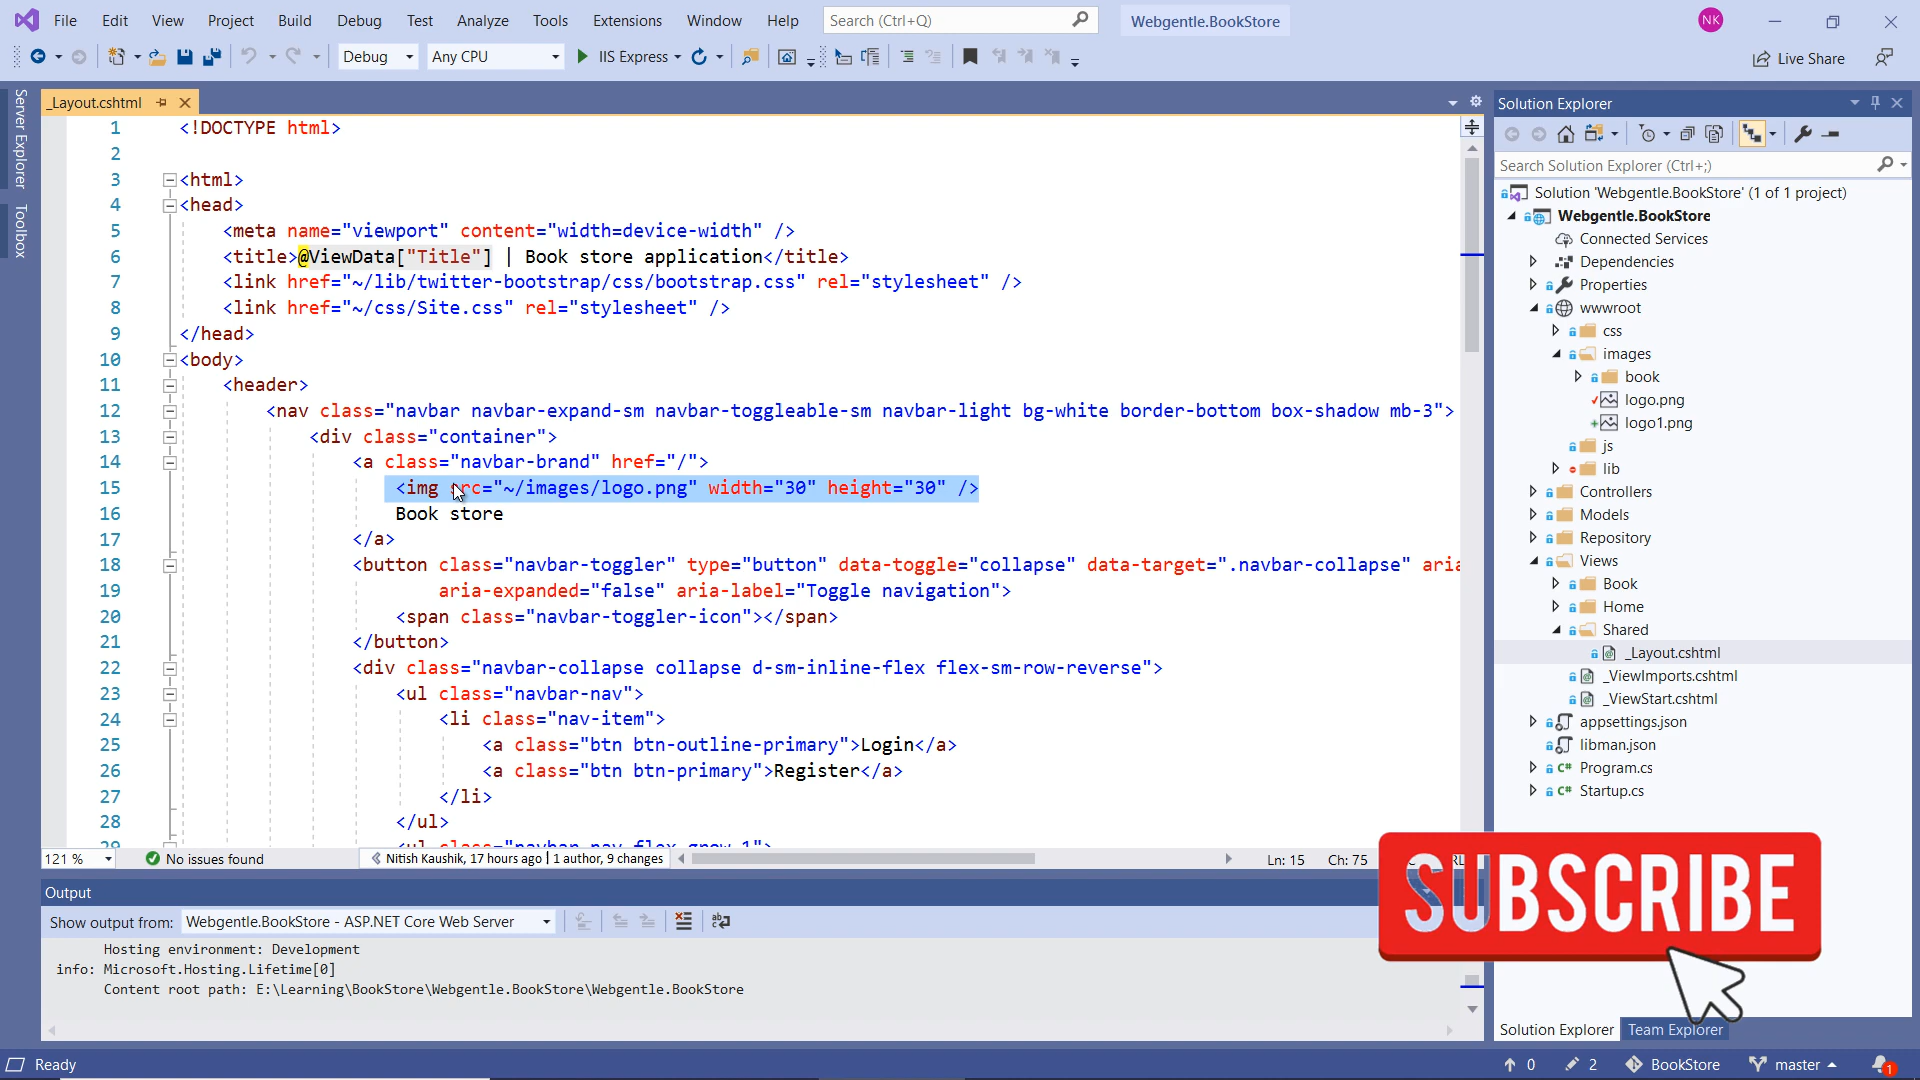 File Edit View Project Build Debug Test Analyze Tools Extensions Window Help Search (Ctrl+Q) Webgentle.BookStore NK
Debug Any CPU IIS Express Live Share
Server Explorer
Toolbox
_Layout.cshtml
1 <!DOCTYPE html>
2
3 <html>
4 <head>
5 <meta name="viewport" content="width=device-width" />
6 <title>@ViewData["Title"] | Book store application</title>
7 <link href="~/lib/twitter-bootstrap/css/bootstrap.css" rel="stylesheet" />
8 <link href="~/css/Site.css" rel="stylesheet" />
9 </head>
10 <body>
11 <header>
12 <nav class="navbar navbar-expand-sm navbar-toggleable-sm navbar-light bg-white border-bottom box-shadow mb-3">
13 <div class="container">
14 <a class="navbar-brand" href="/">
15 <img src="~/images/logo.png" width="30" height="30" />
16 Book store
17 </a>
18 <button class="navbar-toggler" type="button" data-toggle="collapse" data-target=".navbar-collapse" aria
19 aria-expanded="false" aria-label="Toggle navigation">
20 <span class="navbar-toggler-icon"></span>
21 </button>
22 <div class="navbar-collapse collapse d-sm-inline-flex flex-sm-row-reverse">
23 <ul class="navbar-nav">
24 <li class="nav-item">
25 <a class="btn btn-outline-primary">Login</a>
26 <a class="btn btn-primary">Register</a>
27 </li>
28 </ul>
121 % No issues found Nitish Kaushik, 17 hours ago | 1 author, 9 changes Ln: 15 Ch: 75
Output
Show output from: Webgentle.BookStore - ASP.NET Core Web Server
Hosting environment: Development
info: Microsoft.Hosting.Lifetime[0]
Content root path: E:\Learning\BookStore\Webgentle.BookStore\Webgentle.BookStore
Solution Explorer
Search Solution Explorer (Ctrl+;)
Solution 'Webgentle.BookStore' (1 of 1 project)
Webgentle.BookStore
Connected Services
Dependencies
Properties
wwwroot
css
images
book
logo.png
logo1.png
js
lib
Controllers
Models
Repository
Views
Book
Home
Shared
_Layout.cshtml
_ViewImports.cshtml
_ViewStart.cshtml
appsettings.json
libman.json
Program.cs
Startup.cs
SUBSCRIBE
Solution Explorer Team Explorer
Ready 0 2 BookStore master 1